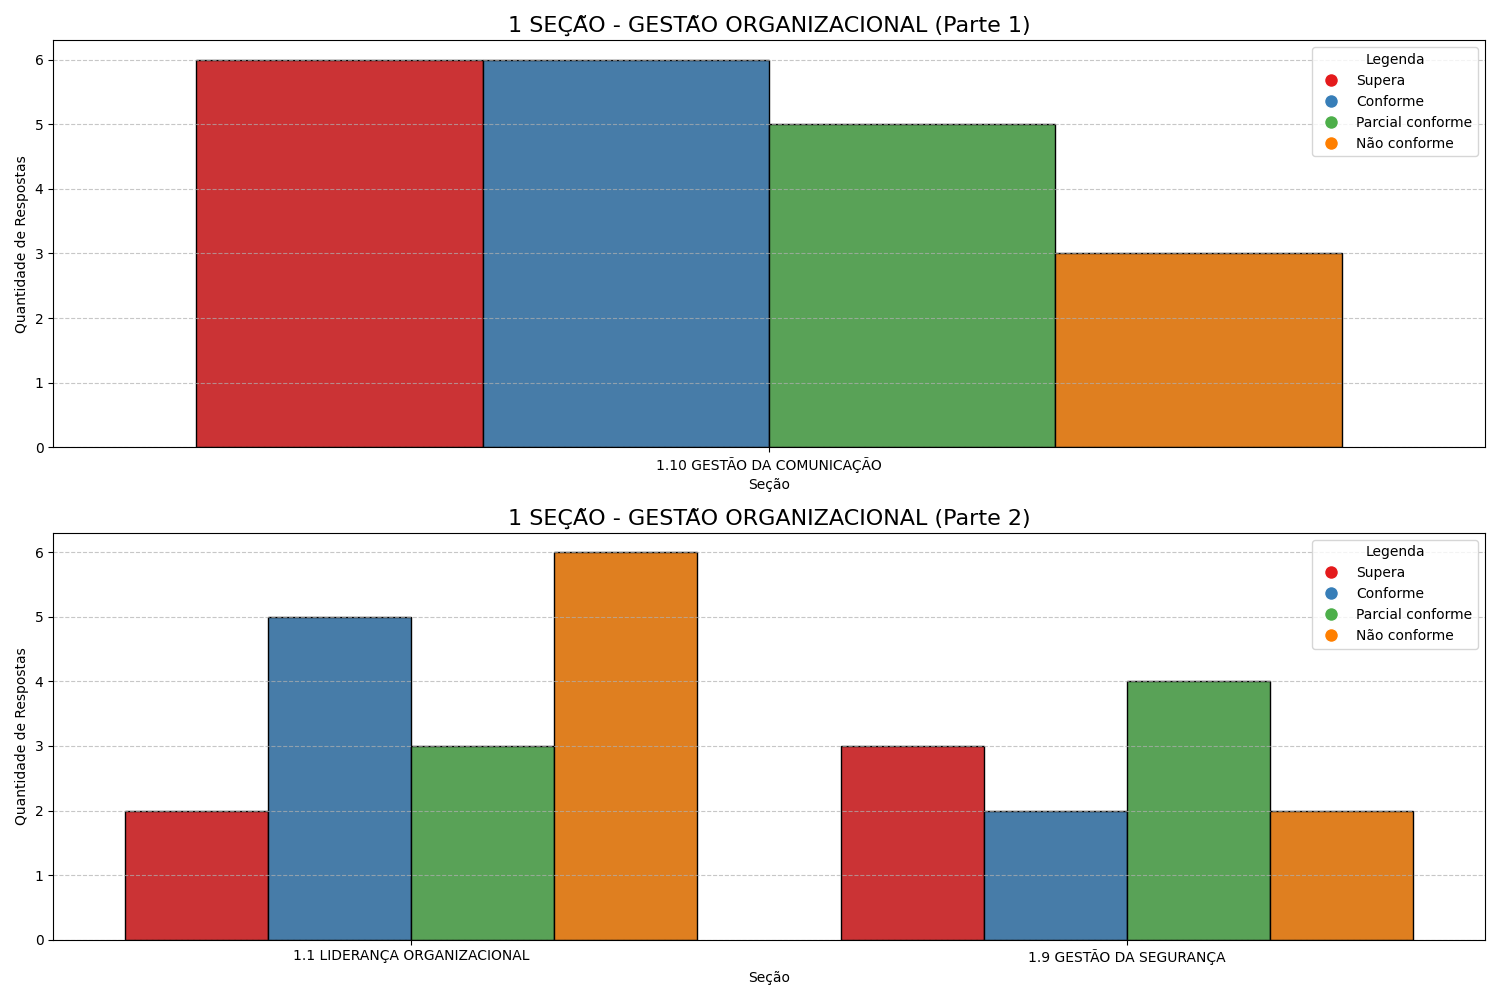 1 SEÇÃO - GESTÃO ORGANIZACIONAL (Parte 1)
Quantidade de Respostas
6
5
4
3
2
1
0
Legenda
Supera
Conforme
Parcial conforme
Não conforme
1.10 GESTÃO DA COMUNICAÇÃO
Seção
1 SEÇÃO - GESTÃO ORGANIZACIONAL (Parte 2)
Quantidade de Respostas
6
5
4
3
2
1
0
Legenda
Supera
Conforme
Parcial conforme
Não conforme
1.1 LIDERANÇA ORGANIZACIONAL
1.9 GESTÃO DA SEGURANÇA
Seção